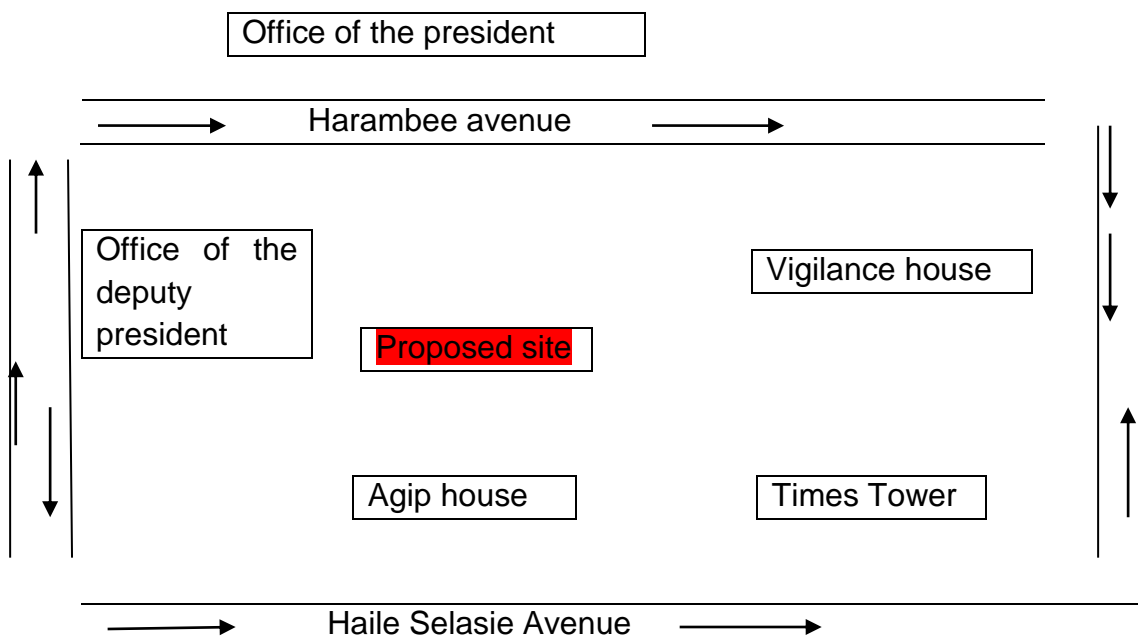 Office of the president
Harambee avenue
Office of the
deputy
president
Vigilance house
Proposed site
Agip house
Times Tower
Haile Selasie Avenue